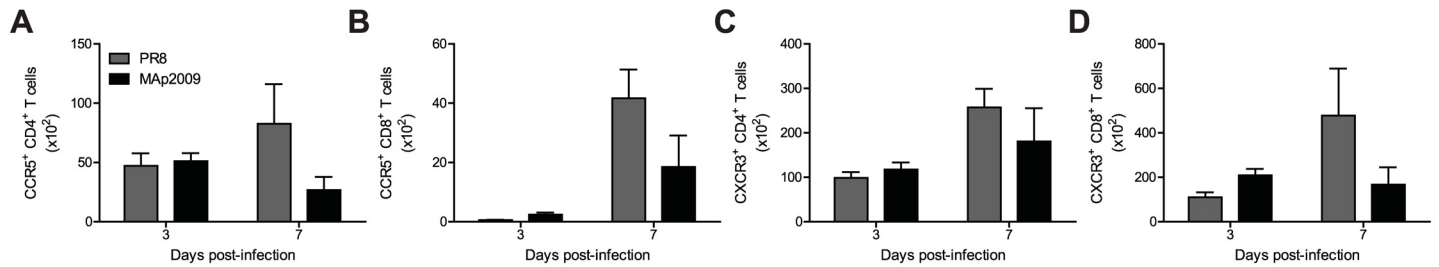 A
CCR5+ CD4+ T cells
(x10²)
150
100
50
0
PR8
MAp2009
3
7
Days post-infection
B
CCR5+ CD8+ T cells
(x10²)
60
40
20
0
3
7
Days post-infection
C
CXCR3+ CD4+ T cells
(x10²)
400
300
200
100
0
3
7
Days post-infection
D
CXCR3+ CD8+ T cells
(x10²)
800
600
400
200
0
3
7
Days post-infection